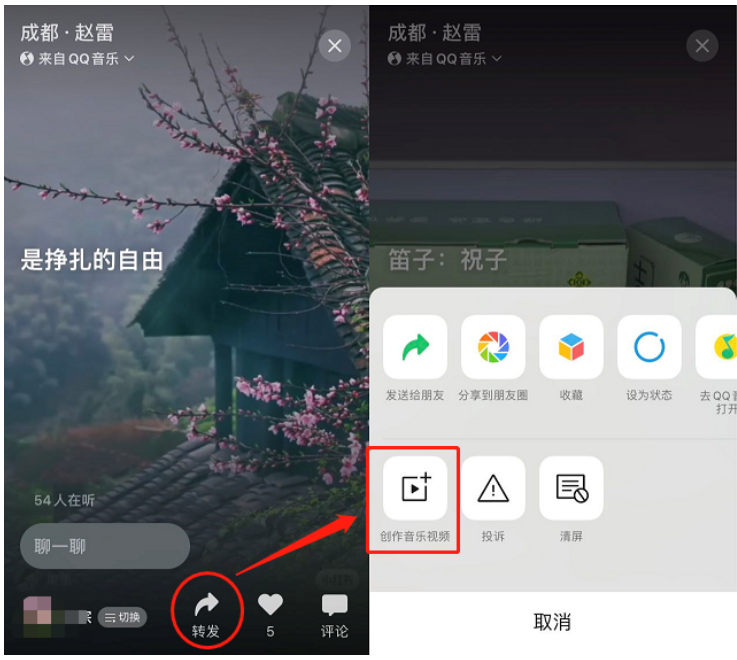 成都 · 赵雷
来自QQ音乐
是挣扎的自由
54人在听
聊一聊
切换
转发
5
评论
成都 · 赵雷
来自QQ音乐
笛子：祝子
发送给朋友
分享到朋友圈
收藏
设为状态
去QQ
打开
创作音乐视频
投诉
清屏
取消